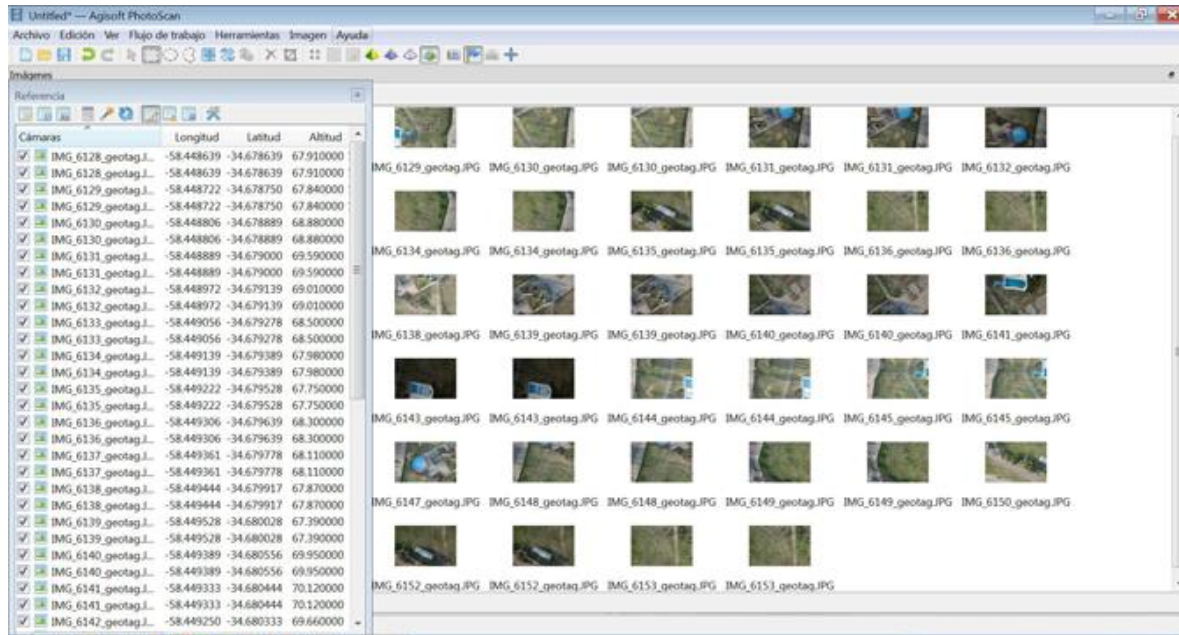 Untitled* — Agisoft PhotoScan
Archivo Edición Ver Flujo de trabajo Herramientas Imagen Ayuda
Imágenes
Referencia
Cámaras Longitud Latitud Altitud
IMG_6128_geotag.J... -58.448639 -34.678639 67.910000
IMG_6128_geotag.J... -58.448639 -34.678639 67.910000
IMG_6129_geotag.J... -58.448722 -34.678750 67.840000
IMG_6129_geotag.J... -58.448722 -34.678750 67.840000
IMG_6130_geotag.J... -58.448806 -34.678889 68.880000
IMG_6130_geotag.J... -58.448806 -34.678889 68.880000
IMG_6131_geotag.J... -58.448889 -34.679000 69.590000
IMG_6131_geotag.J... -58.448889 -34.679000 69.590000
IMG_6132_geotag.J... -58.448972 -34.679139 69.010000
IMG_6132_geotag.J... -58.448972 -34.679139 69.010000
IMG_6133_geotag.J... -58.449056 -34.679278 68.500000
IMG_6133_geotag.J... -58.449056 -34.679278 68.500000
IMG_6134_geotag.J... -58.449139 -34.679389 67.980000
IMG_6134_geotag.J... -58.449139 -34.679389 67.980000
IMG_6135_geotag.J... -58.449222 -34.679528 67.750000
IMG_6135_geotag.J... -58.449222 -34.679528 67.750000
IMG_6136_geotag.J... -58.449306 -34.679639 68.300000
IMG_6136_geotag.J... -58.449306 -34.679639 68.300000
IMG_6137_geotag.J... -58.449361 -34.679778 68.110000
IMG_6137_geotag.J... -58.449361 -34.679778 68.110000
IMG_6138_geotag.J... -58.449444 -34.679917 67.870000
IMG_6138_geotag.J... -58.449444 -34.679917 67.870000
IMG_6139_geotag.J... -58.449528 -34.680028 67.390000
IMG_6139_geotag.J... -58.449528 -34.680028 67.390000
IMG_6140_geotag.J... -58.449389 -34.680556 69.950000
IMG_6140_geotag.J... -58.449389 -34.680556 69.950000
IMG_6141_geotag.J... -58.449333 -34.680444 70.120000
IMG_6141_geotag.J... -58.449333 -34.680444 70.120000
IMG_6142_geotag.J... -58.449250 -34.680333 69.660000
IMG_6129_geotag.JPG IMG_6130_geotag.JPG IMG_6130_geotag.JPG IMG_6131_geotag.JPG IMG_6131_geotag.JPG IMG_6132_geotag.JPG
IMG_6134_geotag.JPG IMG_6134_geotag.JPG IMG_6135_geotag.JPG IMG_6135_geotag.JPG IMG_6136_geotag.JPG IMG_6136_geotag.JPG
IMG_6138_geotag.JPG IMG_6139_geotag.JPG IMG_6139_geotag.JPG IMG_6140_geotag.JPG IMG_6140_geotag.JPG IMG_6141_geotag.JPG
IMG_6143_geotag.JPG IMG_6143_geotag.JPG IMG_6144_geotag.JPG IMG_6144_geotag.JPG IMG_6145_geotag.JPG IMG_6145_geotag.JPG
IMG_6147_geotag.JPG IMG_6148_geotag.JPG IMG_6148_geotag.JPG IMG_6149_geotag.JPG IMG_6149_geotag.JPG IMG_6150_geotag.JPG
IMG_6152_geotag.JPG IMG_6152_geotag.JPG IMG_6153_geotag.JPG IMG_6153_geotag.JPG